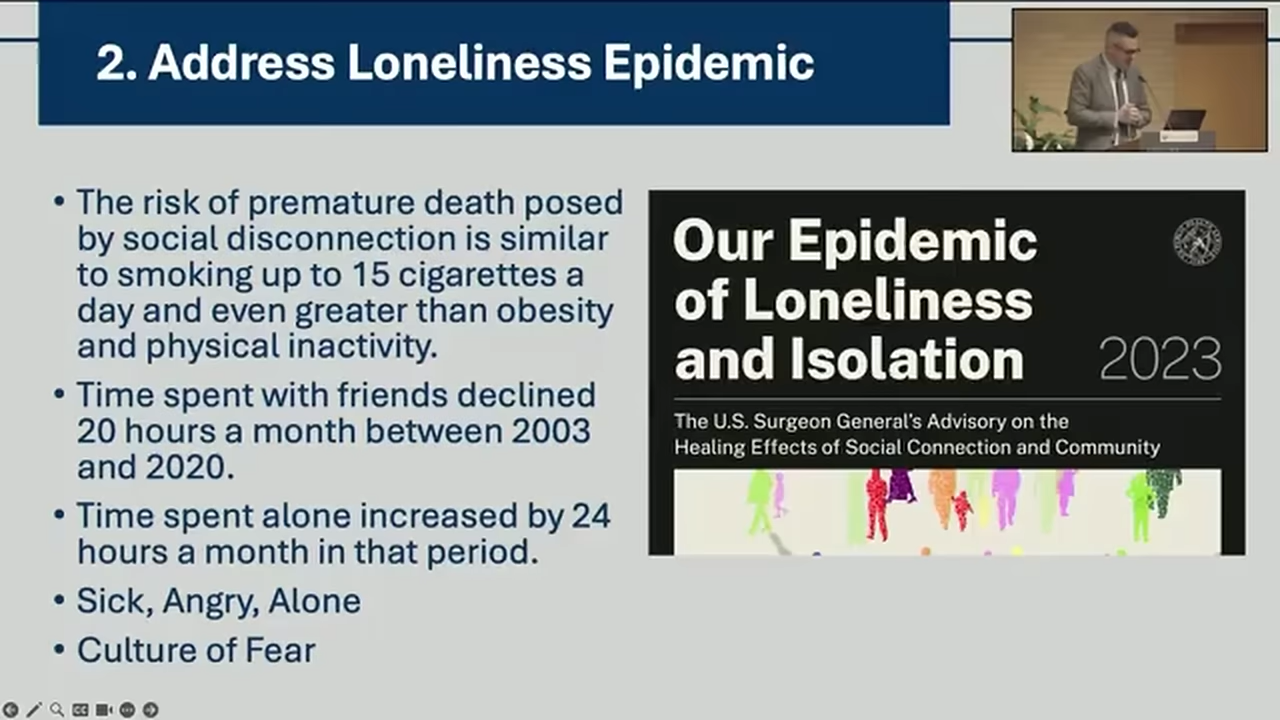 2. Address Loneliness Epidemic
• The risk of premature death posed
by social disconnection is similar
to smoking up to 15 cigarettes a
day and even greater than obesity
and physical inactivity.
• Time spent with friends declined
20 hours a month between 2003
and 2020.
• Time spent alone increased by 24
hours a month in that period.
• Sick, Angry, Alone
• Culture of Fear
Our Epidemic
of Loneliness
and Isolation 2023
The U.S. Surgeon General's Advisory on the
Healing Effects of Social Connection and Community
CC